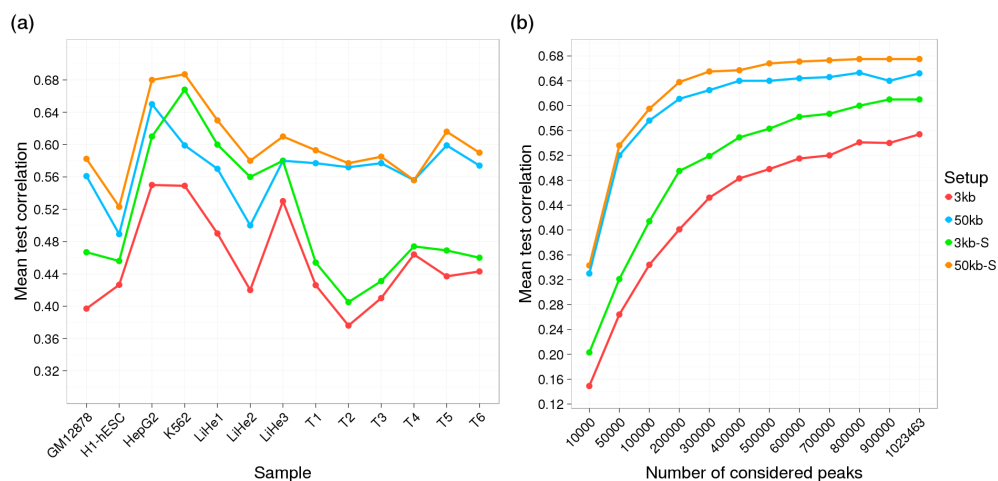 (a)
Mean test correlation
0.68
0.64
0.60
0.56
0.52
0.48
0.44
0.40
0.36
0.32
GM12878
H1-hESC
HepG2
K562
LiHe1
LiHe2
LiHe3
T1
T2
T3
T4
T5
T6
Sample
(b)
Mean test correlation
0.68
0.64
0.60
0.56
0.52
0.48
0.44
0.40
0.36
0.32
0.28
0.24
0.20
0.16
0.12
10000
50000
100000
200000
300000
400000
500000
600000
700000
800000
900000
1023463
Number of considered peaks
Setup
3kb
50kb
3kb-S
50kb-S